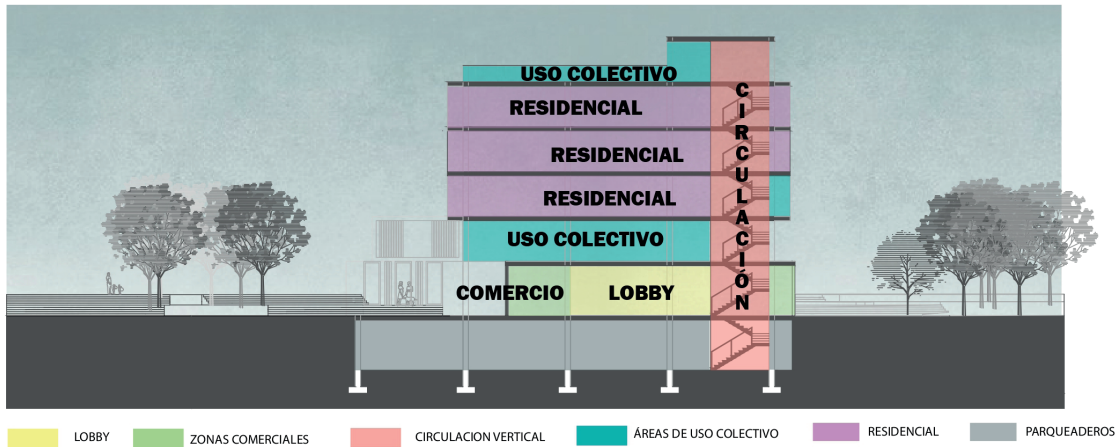 USO COLECTIVO
RESIDENCIAL
RESIDENCIAL
RESIDENCIAL
USO COLECTIVO
COMERCIO LOBBY
CIRCULACIÓN
LOBBY ZONAS COMERCIALES CIRCULACION VERTICAL ÁREAS DE USO COLECTIVO RESIDENCIAL PARQUEADEROS